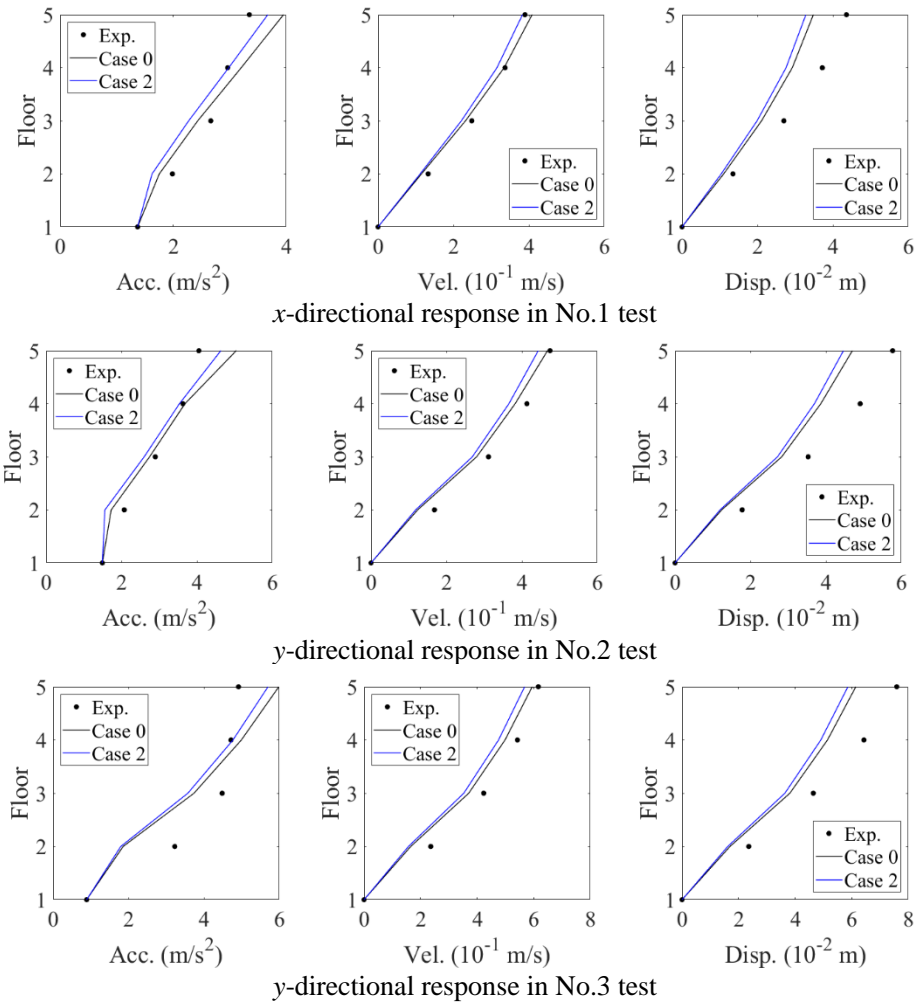 5
4
3
2
1
Floor
Exp.
Case 0
Case 2
0 2 4
Acc. (m/s²)
5
4
3
2
1
Floor
Exp.
Case 0
Case 2
0 2 4 6
Vel. (10⁻¹ m/s)
5
4
3
2
1
Floor
Exp.
Case 0
Case 2
0 2 4 6
Disp. (10⁻² m)
x-directional response in No.1 test
5
4
3
2
1
Floor
Exp.
Case 0
Case 2
0 2 4 6
Acc. (m/s²)
5
4
3
2
1
Floor
Exp.
Case 0
Case 2
0 2 4 6
Vel. (10⁻¹ m/s)
5
4
3
2
1
Floor
Exp.
Case 0
Case 2
0 2 4 6
Disp. (10⁻² m)
y-directional response in No.2 test
5
4
3
2
1
Floor
Exp.
Case 0
Case 2
0 2 4 6
Acc. (m/s²)
5
4
3
2
1
Floor
Exp.
Case 0
Case 2
0 2 4 6 8
Vel. (10⁻¹ m/s)
5
4
3
2
1
Floor
Exp.
Case 0
Case 2
0 2 4 6 8
Disp. (10⁻² m)
y-directional response in No.3 test